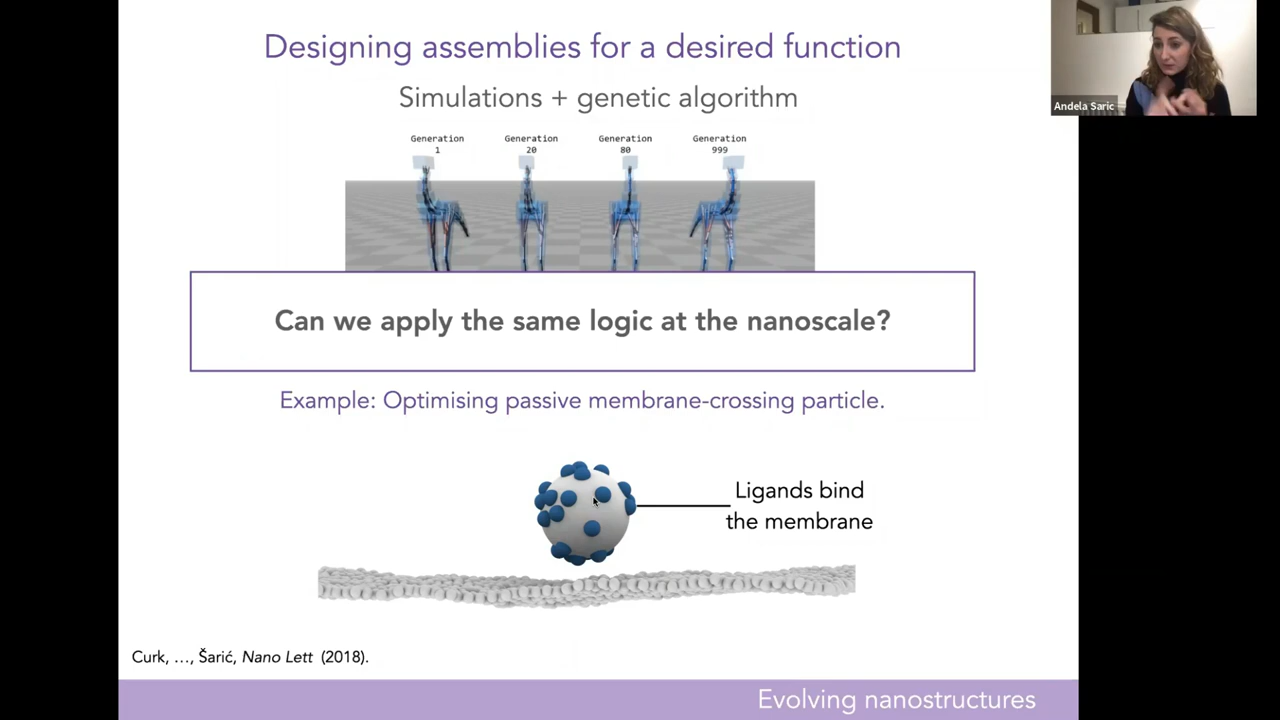 Designing assemblies for a desired function
Simulations + genetic algorithm
Generation 1
Generation 20
Generation 80
Generation 999
Can we apply the same logic at the nanoscale?
Example: Optimising passive membrane-crossing particle.
Ligands bind
the membrane
Curk, ..., Šarić, Nano Lett (2018).
Evolving nanostructures
Andela Saric